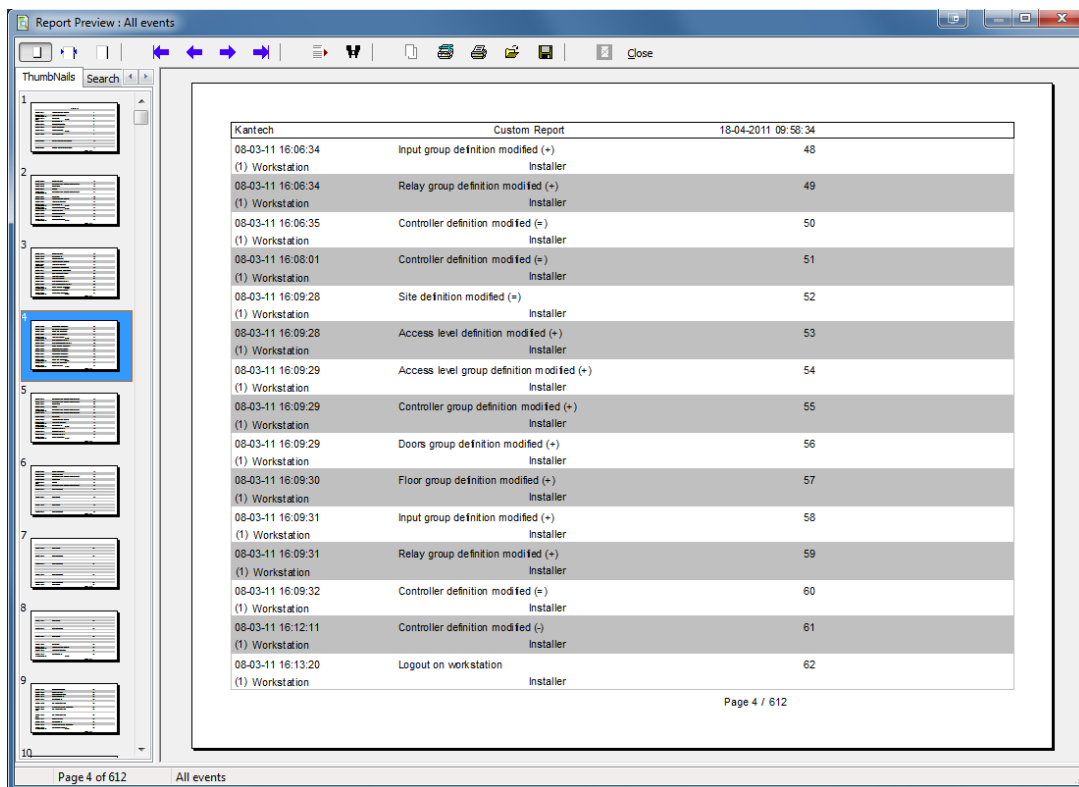 Report Preview : All events
Close
ThumbNails Search
1
2
3
4
5
6
7
8
9
10
Kantech Custom Report 18-04-2011 09:58:34
08-03-11 16:06:34 Input group definition modified (+) 48
(1) Workstation Installer
08-03-11 16:06:34 Relay group definition modified (+) 49
(1) Workstation Installer
08-03-11 16:06:35 Controller definition modified (=) 50
(1) Workstation Installer
08-03-11 16:08:01 Controller definition modified (=) 51
(1) Workstation Installer
08-03-11 16:09:28 Site definition modified (=) 52
(1) Workstation Installer
08-03-11 16:09:28 Access level definition modified (+) 53
(1) Workstation Installer
08-03-11 16:09:29 Access level group definition modified (+) 54
(1) Workstation Installer
08-03-11 16:09:29 Controller group definition modified (+) 55
(1) Workstation Installer
08-03-11 16:09:29 Doors group definition modified (+) 56
(1) Workstation Installer
08-03-11 16:09:30 Floor group definition modified (+) 57
(1) Workstation Installer
08-03-11 16:09:31 Input group definition modified (+) 58
(1) Workstation Installer
08-03-11 16:09:31 Relay group definition modified (+) 59
(1) Workstation Installer
08-03-11 16:09:32 Controller definition modified (=) 60
(1) Workstation Installer
08-03-11 16:12:11 Controller definition modified (-) 61
(1) Workstation Installer
08-03-11 16:13:20 Logout on workstation 62
(1) Workstation Installer
Page 4 / 612
Page 4 of 612 All events